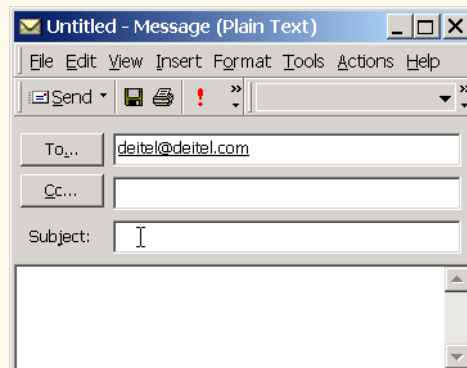 Untitled - Message (Plain Text)
File Edit View Insert Format Tools Actions Help
Send
To... deitel@deitel.com
Cc...
Subject: